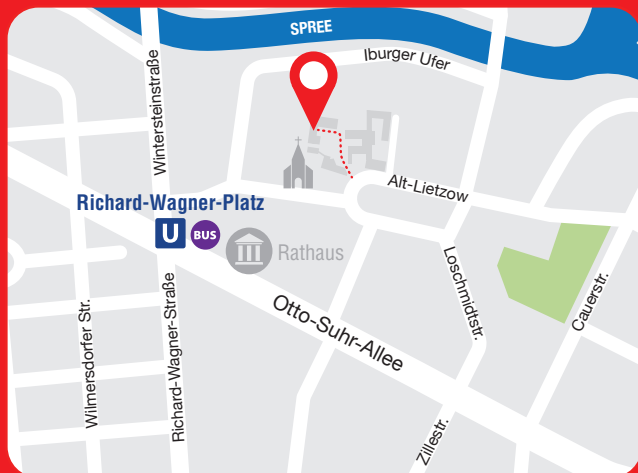 SPREE
Iburger Ufer
Wintersteinstraße
Alt-Lietzow
Richard-Wagner-Platz
U
BUS
Rathaus
Loschmidtstr.
Cauerstr.
Otto-Suhr-Allee
Wilmersdorfer Str.
Richard-Wagner-Straße
Zillestr.